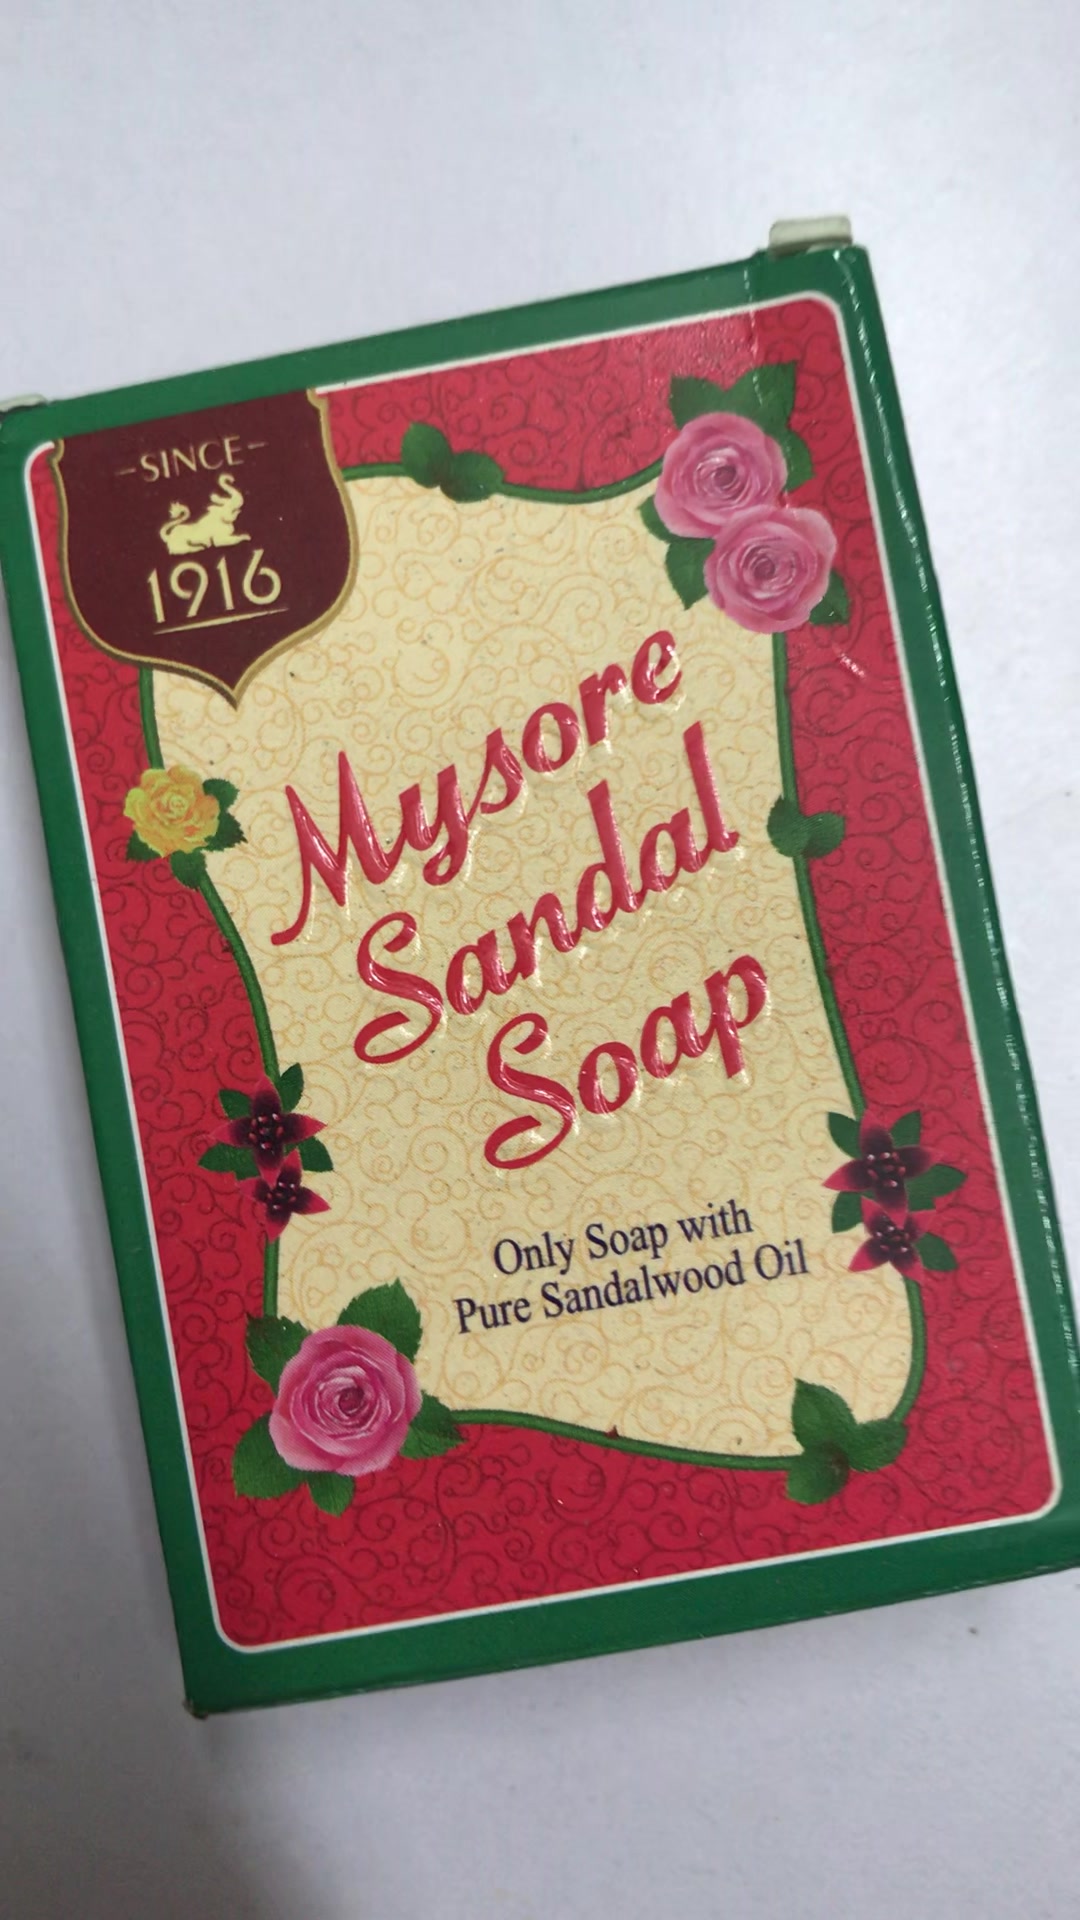 -SINCE-
1916
Mysore
Sandal
Soap
Only Soap with
Pure Sandalwood Oil